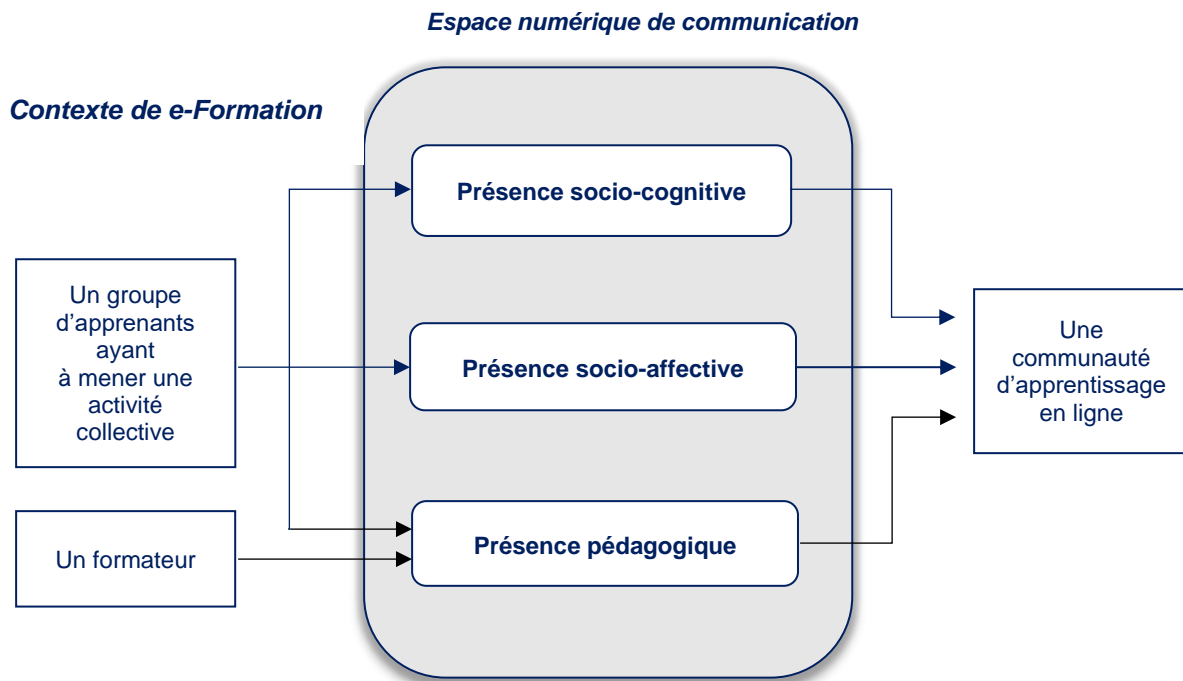 Espace numérique de communication
Contexte de e-Formation
Présence socio-cognitive
Un groupe
d’apprenants
ayant
à mener une
activité
collective
Présence socio-affective
Une
communauté
d’apprentissage
en ligne
Un formateur
Présence pédagogique